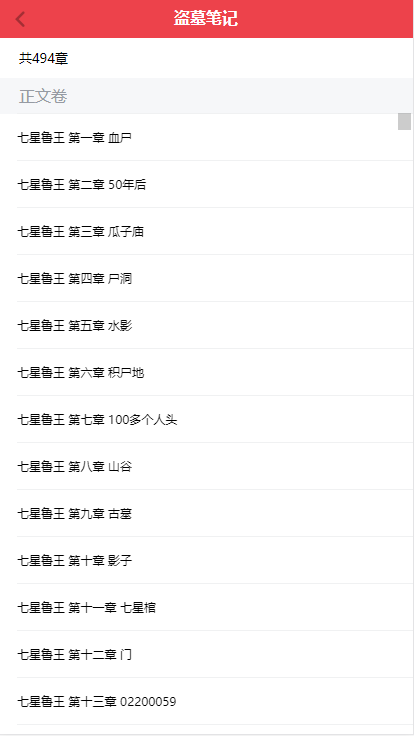 盗墓笔记
共494章
正文卷
七星鲁王 第一章 血尸
七星鲁王 第二章 50年后
七星鲁王 第三章 瓜子庙
七星鲁王 第四章 尸洞
七星鲁王 第五章 水影
七星鲁王 第六章 积尸地
七星鲁王 第七章 100多个人头
七星鲁王 第八章 山谷
七星鲁王 第九章 古墓
七星鲁王 第十章 影子
七星鲁王 第十一章 七星棺
七星鲁王 第十二章 门
七星鲁王 第十三章 02200059